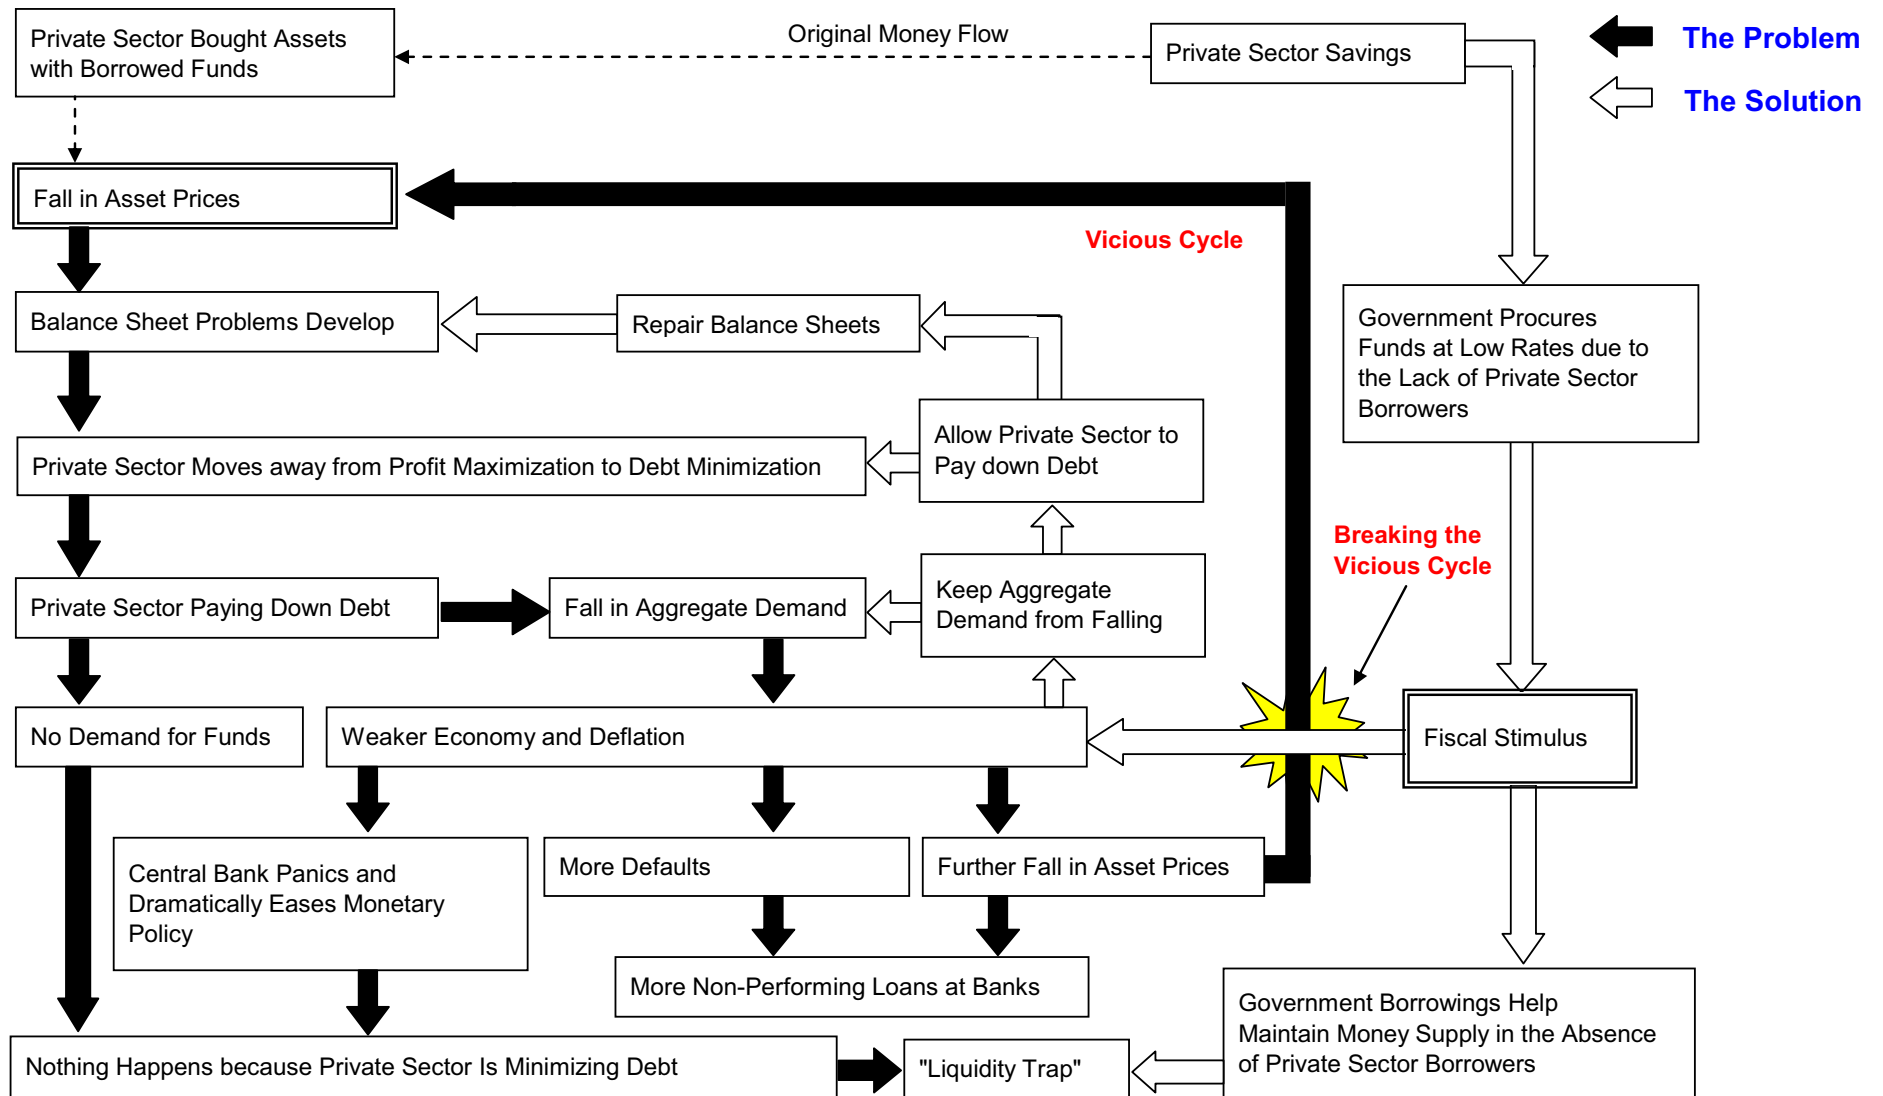 Private Sector Bought Assets
with Borrowed Funds
Original Money Flow
Private Sector Savings
The Problem
The Solution
Fall in Asset Prices
Vicious Cycle
Balance Sheet Problems Develop
Repair Balance Sheets
Government Procures
Funds at Low Rates due to
the Lack of Private Sector
Borrowers
Private Sector Moves away from Profit Maximization to Debt Minimization
Allow Private Sector to
Pay down Debt
Breaking the
Vicious Cycle
Private Sector Paying Down Debt
Fall in Aggregate Demand
Keep Aggregate
Demand from Falling
No Demand for Funds
Weaker Economy and Deflation
Fiscal Stimulus
Central Bank Panics and
Dramatically Eases Monetary
Policy
More Defaults
Further Fall in Asset Prices
More Non-Performing Loans at Banks
Government Borrowings Help
Maintain Money Supply in the Absence
of Private Sector Borrowers
Nothing Happens because Private Sector Is Minimizing Debt
"Liquidity Trap"